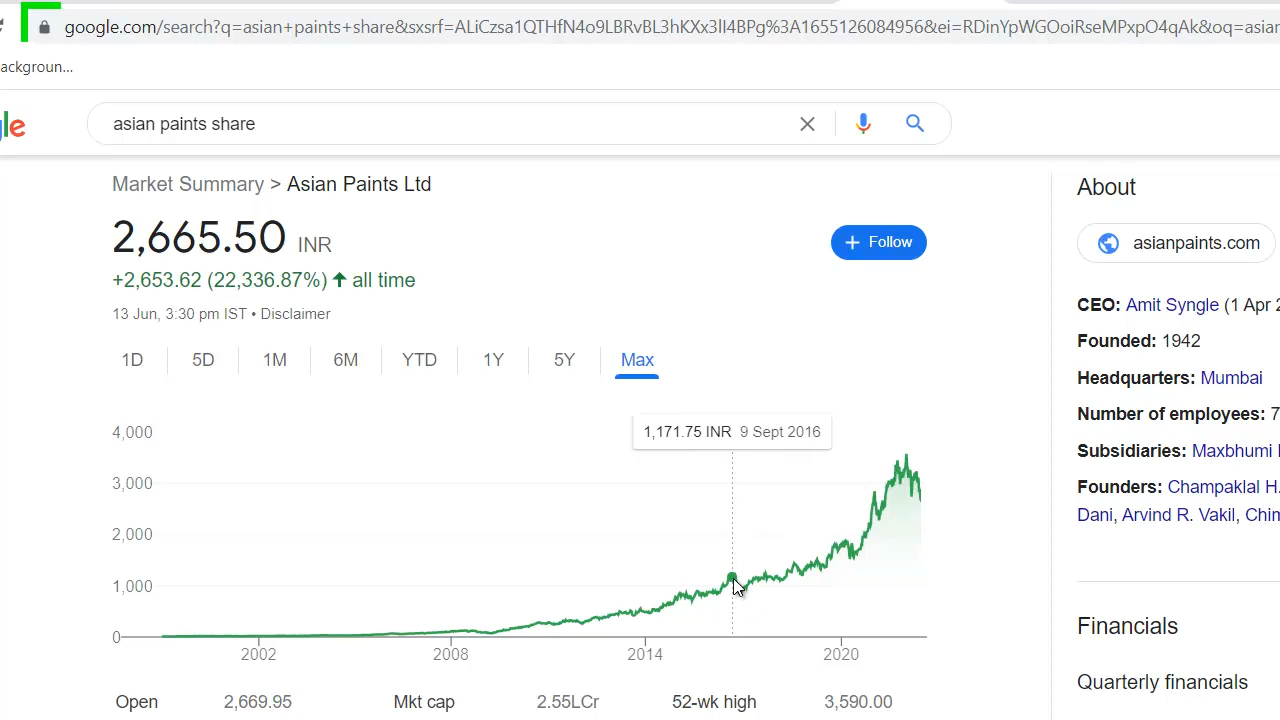 google.com/search?q=asian+paints+share&sxsrf=ALiCzsa1QTHfN4o9LBRvBL3hKXx3lI4BPg%3A1655126084956&ei=RDinYpWGOoiRseMPxpO4qAk&oq=asian
ackgroun...
le
asian paints share
Market Summary > Asian Paints Ltd
2,665.50 INR
+ Follow
+2,653.62 (22,336.87%) ↑ all time
13 Jun, 3:30 pm IST • Disclaimer
1D 5D 1M 6M YTD 1Y 5Y Max
1,171.75 INR 9 Sept 2016
4,000
3,000
2,000
1,000
0
2002 2008 2014 2020
Open 2,669.95 Mkt cap 2.55LCr 52-wk high 3,590.00
About
asianpaints.com
CEO: Amit Syngle (1 Apr 2
Founded: 1942
Headquarters: Mumbai
Number of employees: 7
Subsidiaries: Maxbhumi
Founders: Champaklal H.
Dani, Arvind R. Vakil, Chim
Financials
Quarterly financials